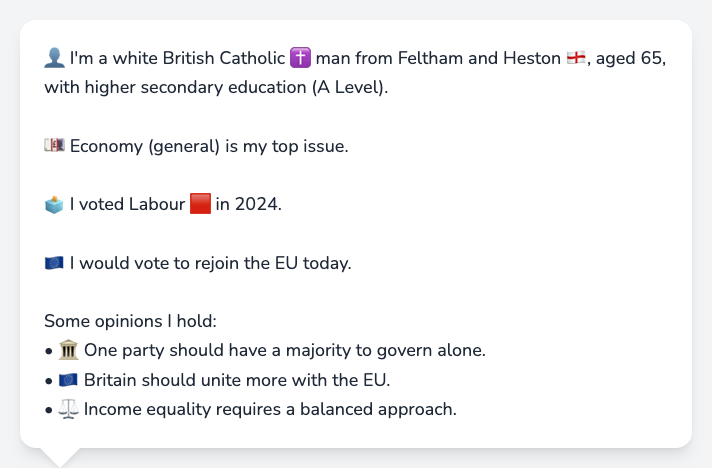 👤 I'm a white British Catholic ✝️ man from Feltham and Heston 🏴󠁧󠁢󠁥󠁮󠁧󠁿, aged 65,
with higher secondary education (A Level).
💷 Economy (general) is my top issue.
🗳️ I voted Labour 🟥 in 2024.
🇪🇺 I would vote to rejoin the EU today.
Some opinions I hold:
• 🏛️ One party should have a majority to govern alone.
• 🇪🇺 Britain should unite more with the EU.
• ⚖️ Income equality requires a balanced approach.